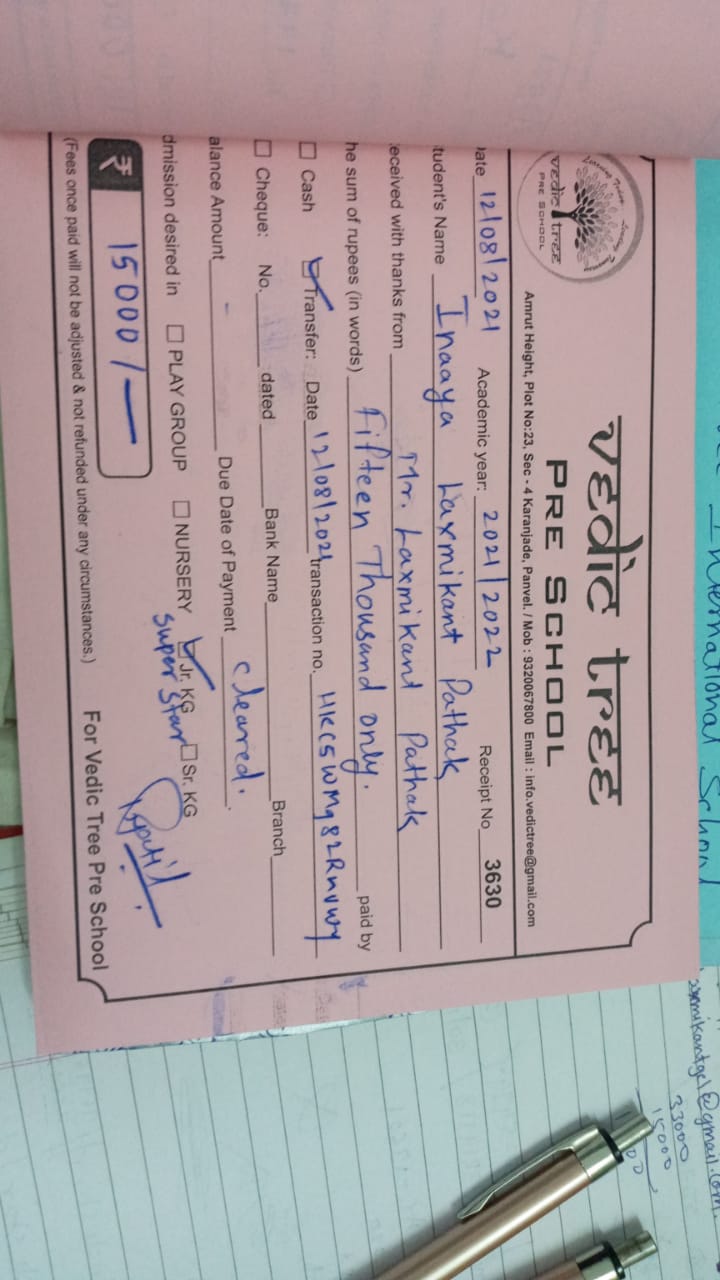 vedic tree
PRE SCHOOL
Learning Today
vedic tree
PRE SCHOOL
Amrut Height, Plot No:23, Sec - 4 Karanjade, Panvel. / Mob : 9320067800 Email : info.vedictree@gmail.com
ate 12/08/2021 Academic year: 2021/2022 Receipt No 3630
tudent's Name Inaaya Laxmikant Pathak
eceived with thanks from Mr. Laxmikant Pathak
he sum of rupees (in words) Fifteen Thousand only. paid by
Cash Transfer: Date 12/08/2021 transaction no.
Cheque: No. dated Bank Name Branch
alance Amount - Due Date of Payment cleared.
dmission desired in PLAY GROUP NURSERY Jr. KG Sr. KG
Super Star
₹ 15000/-
(Fees once paid will not be adjusted & not refunded under any circumstances.) For Vedic Tree Pre School
International School
@gmail.com
33000
15000